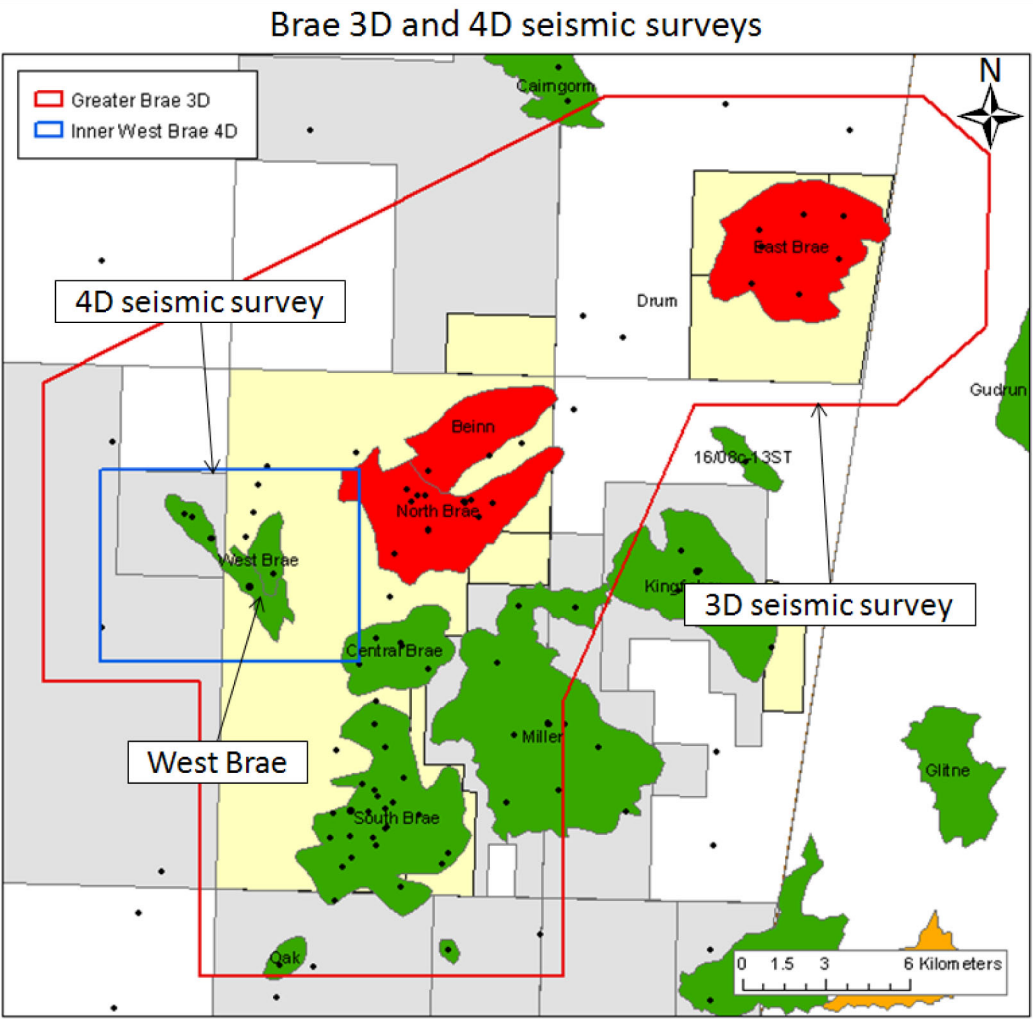 Brae 3D and 4D seismic surveys
Greater Brae 3D
Inner West Brae 4D
Cairngorm
N
East Brae
4D seismic survey
Drum
Gudrun
Beinn
16/08c-13ST
North Brae
West Brae
3D seismic survey
Central Brae
Miller
West Brae
Glitne
South Brae
Oak
0 1.5 3 6 Kilometers